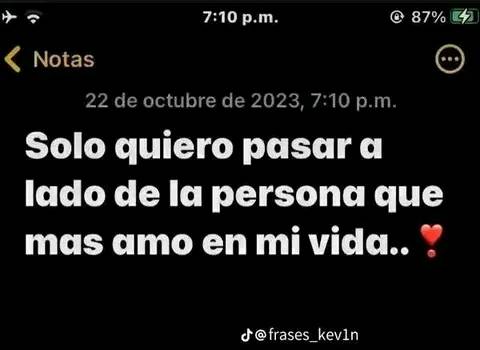 7:10 p.m.
87%
Notas
22 de octubre de 2023, 7:10 p.m.
Solo quiero pasar a
lado de la persona que
mas amo en mi vida..❣️
@frases_kev1n